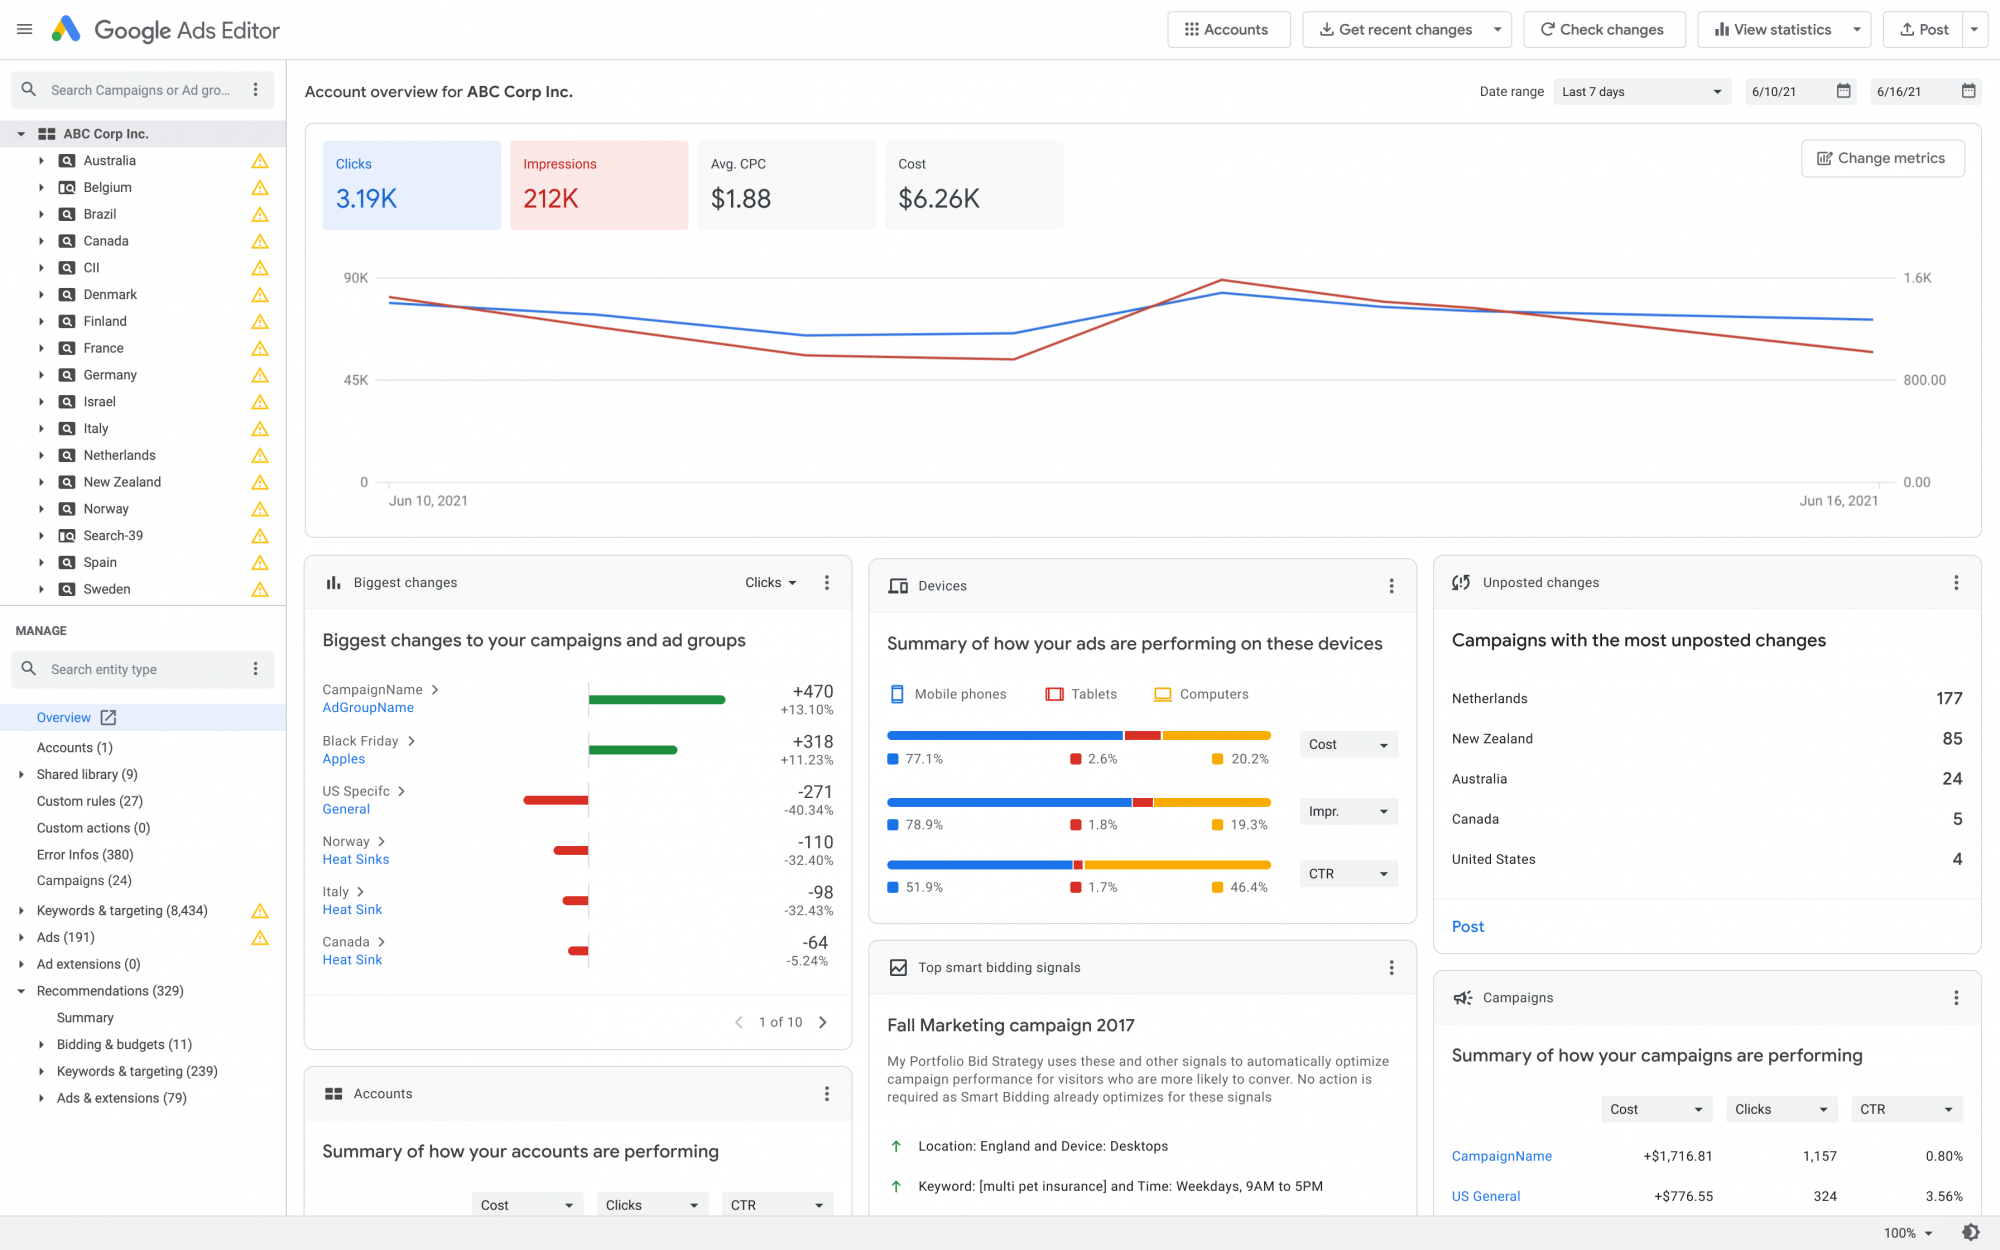 Google Ads Editor
Accounts
Get recent changes
Check changes
View statistics
Post
Search Campaigns or Ad gro...
ABC Corp Inc.
Australia
Belgium
Brazil
Canada
CII
Denmark
Finland
France
Germany
Israel
Italy
Netherlands
New Zealand
Norway
Search-39
Spain
Sweden
MANAGE
Search entity type
Overview
Accounts (1)
Shared library (9)
Custom rules (27)
Custom actions (0)
Error Infos (380)
Campaigns (24)
Keywords & targeting (8,434)
Ads (191)
Ad extensions (0)
Recommendations (329)
Summary
Bidding & budgets (11)
Keywords & targeting (239)
Ads & extensions (79)
Account overview for ABC Corp Inc.
Date range
Last 7 days
6/10/21
6/16/21
Clicks
3.19K
Impressions
212K
Avg. CPC
$1.88
Cost
$6.26K
Change metrics
90K
1.6K
45K
800.00
0
0.00
Jun 10, 2021
Jun 16, 2021
Biggest changes
Clicks
Biggest changes to your campaigns and ad groups
CampaignName
AdGroupName
+470
+13.10%
Black Friday
Apples
+318
+11.23%
US Specifc
General
-271
-40.34%
Norway
Heat Sinks
-110
-32.40%
Italy
Heat Sink
-98
-32.43%
Canada
Heat Sink
-64
-5.24%
1 of 10
Accounts
Summary of how your accounts are performing
Cost
Clicks
CTR
Devices
Summary of how your ads are performing on these devices
Mobile phones
Tablets
Computers
77.1%
2.6%
20.2%
Cost
78.9%
1.8%
19.3%
Impr.
51.9%
1.7%
46.4%
CTR
Top smart bidding signals
Fall Marketing campaign 2017
My Portfolio Bid Strategy uses these and other signals to automatically optimize
campaign performance for visitors who are more likely to conver. No action is
required as Smart Bidding already optimizes for these signals
Location: England and Device: Desktops
Keyword: [multi pet insurance] and Time: Weekdays, 9AM to 5PM
Unposted changes
Campaigns with the most unposted changes
Netherlands 177
New Zealand 85
Australia 24
Canada 5
United States 4
Post
Campaigns
Summary of how your campaigns are performing
Cost
Clicks
CTR
CampaignName +$1,716.81 1,157 0.80%
US General +$776.55 324 3.56%
100%